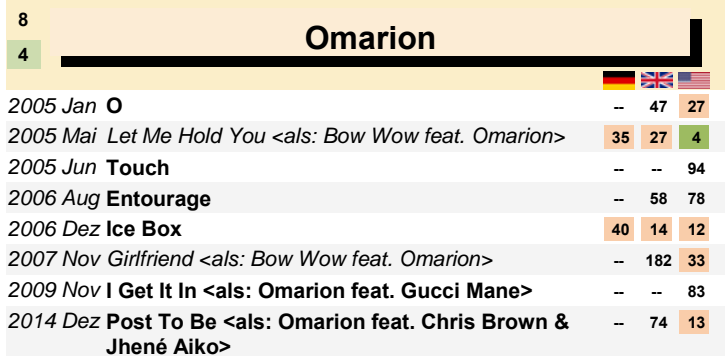 8
Omarion
4
2005 Jan O -- 47 27
2005 Mai Let Me Hold You <als: Bow Wow feat. Omarion> 35 27 4
2005 Jun Touch -- -- 94
2006 Aug Entourage -- 58 78
2006 Dez Ice Box 40 14 12
2007 Nov Girlfriend <als: Bow Wow feat. Omarion> -- 182 33
2009 Nov I Get It In <als: Omarion feat. Gucci Mane> -- -- 83
2014 Dez Post To Be <als: Omarion feat. Chris Brown & -- 74 13
Jhené Aiko>